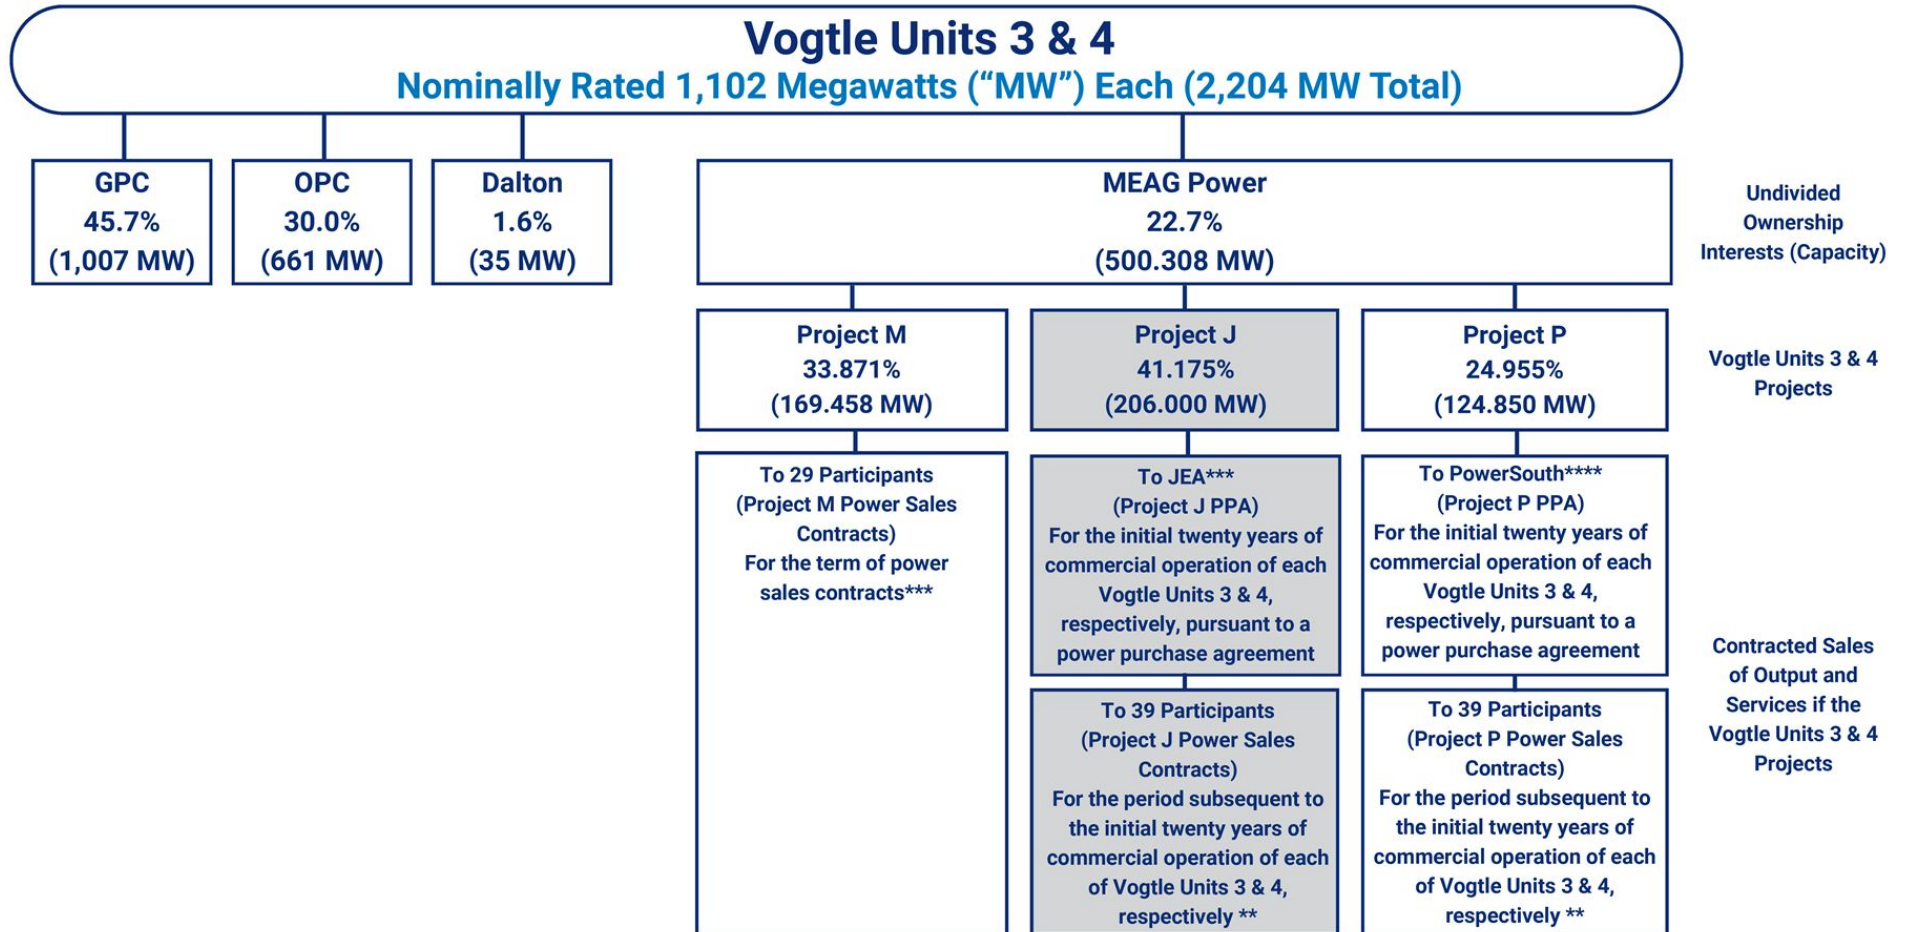 Vogtle Units 3 & 4
Nominally Rated 1,102 Megawatts (“MW”) Each (2,204 MW Total)
GPC
45.7%
(1,007 MW)
OPC
30.0%
(661 MW)
Dalton
1.6%
(35 MW)
MEAG Power
22.7%
(500.308 MW)
Undivided
Ownership
Interests (Capacity)
Project M
33.871%
(169.458 MW)
Project J
41.175%
(206.000 MW)
Project P
24.955%
(124.850 MW)
Vogtle Units 3 & 4
Projects
To 29 Participants
(Project M Power Sales
Contracts)
For the term of power
sales contracts***
To JEA***
(Project J PPA)
For the initial twenty years of
commercial operation of each
Vogtle Units 3 & 4,
respectively, pursuant to a
power purchase agreement
To PowerSouth****
(Project P PPA)
For the initial twenty years of
commercial operation of each
Vogtle Units 3 & 4,
respectively, pursuant to a
power purchase agreement
To 39 Participants
(Project J Power Sales
Contracts)
For the period subsequent to
the initial twenty years of
commercial operation of each
of Vogtle Units 3 & 4,
respectively **
To 39 Participants
(Project P Power Sales
Contracts)
For the period subsequent to
the initial twenty years of
commercial operation of each
of Vogtle Units 3 & 4,
respectively **
Contracted Sales
of Output and
Services if the
Vogtle Units 3 & 4
Projects